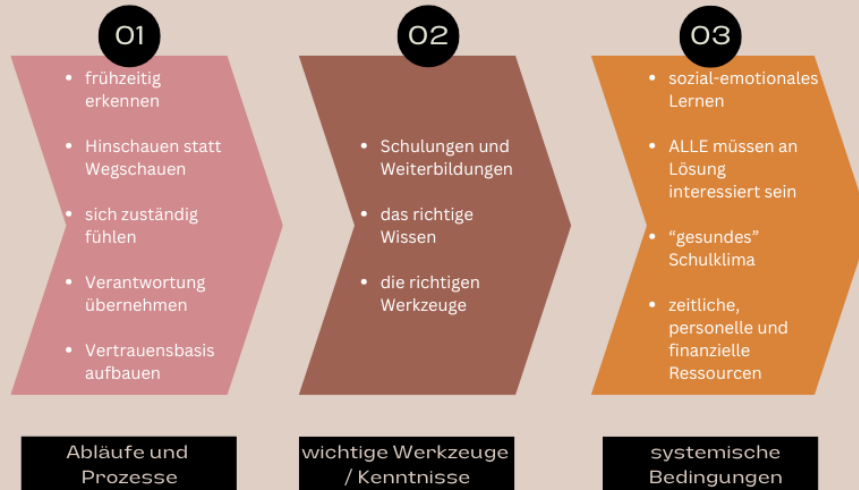 01
frühzeitig
erkennen
Hinschauen statt
Wegschauen
sich zuständig
fühlen
Verantwortung
übernehmen
Vertrauensbasis
aufbauen
Abläufe und
Prozesse
02
Schulungen und
Weiterbildungen
das richtige
Wissen
die richtigen
Werkzeuge
wichtige Werkzeuge
/ Kenntnisse
03
sozial-emotionales
Lernen
ALLE müssen an
Lösung
interessiert sein
“gesundes”
Schulklima
zeitliche,
personelle und
finanzielle
Ressourcen
systemische
Bedingungen